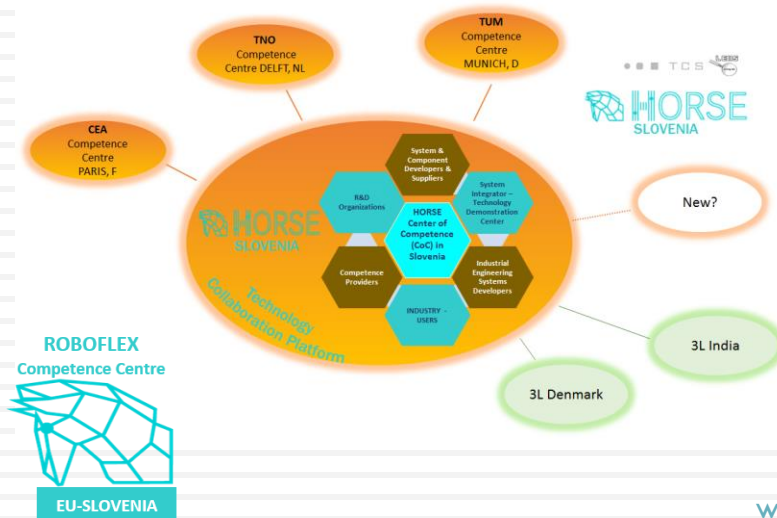 TNO
Competence
Centre DELFT, NL
TUM
Competence
Centre
MUNICH, D
TCS
HORSE
SLOVENIA
CEA
Competence
Centre
PARIS, F
System &
Component
Developers &
Suppliers
R&D
Organizations
System
Integrator –
Technology
Demonstration
Center
HORSE
Center of
Competence
(CoC) in
Slovenia
HORSE
SLOVENIA
Competence
Providers
Industrial
Engineering
Systems
Developers
INDUSTRY -
USERS
Technology
Collaboration Platform
New?
3L India
3L Denmark
ROBOFLEX
Competence Centre
EU-SLOVENIA